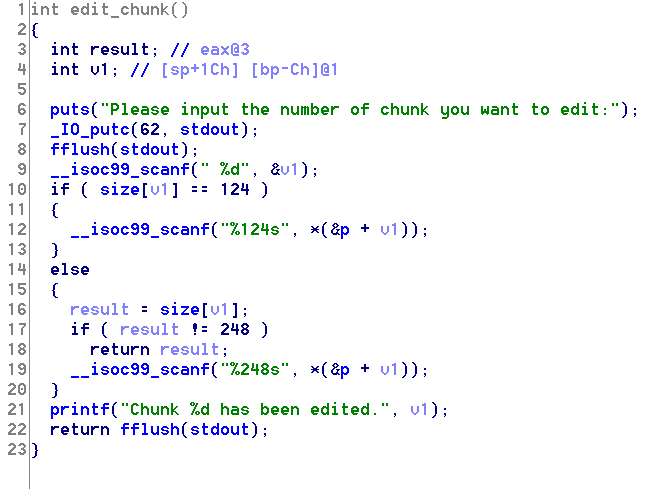 1 int edit_chunk()
2 {
3   int result; // eax@3
4   int v1; // [sp+1Ch] [bp-Ch]@1
5
6   puts("Please input the number of chunk you want to edit:");
7   _IO_putc(62, stdout);
8   fflush(stdout);
9   __isoc99_scanf(" %d", &v1);
10   if ( size[v1] == 124 )
11   {
12     __isoc99_scanf("%124s", *(&p + v1));
13   }
14   else
15   {
16     result = size[v1];
17     if ( result != 248 )
18       return result;
19     __isoc99_scanf("%248s", *(&p + v1));
20   }
21   printf("Chunk %d has been edited.", v1);
22   return fflush(stdout);
23 }